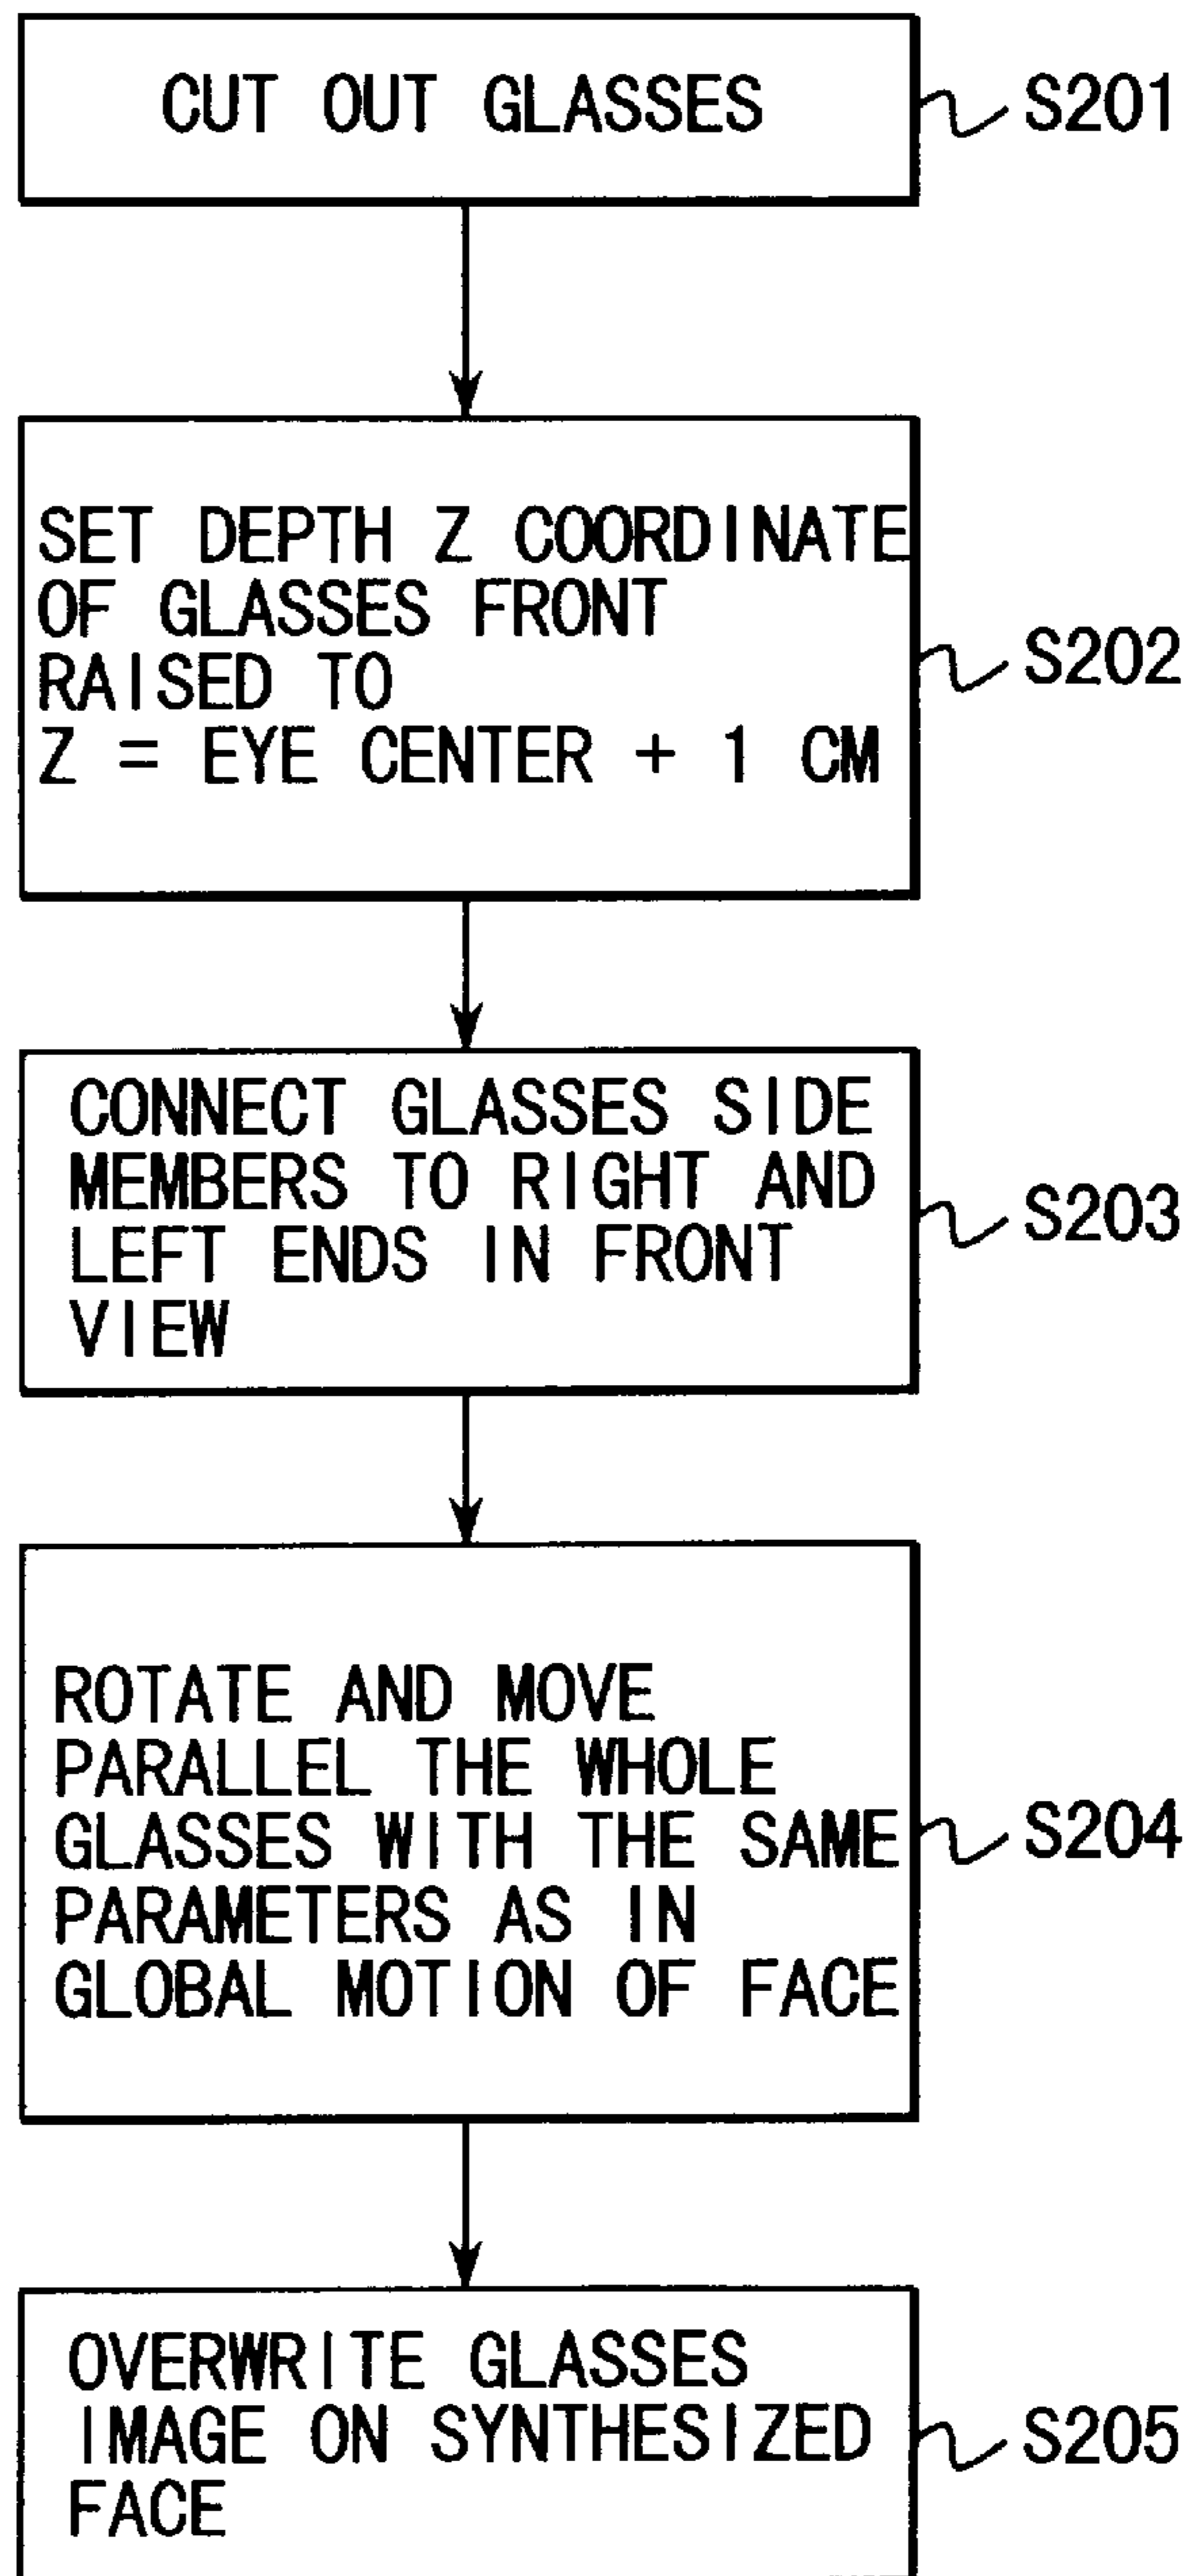 CUT OUT GLASSES
S201
SET DEPTH Z COORDINATE
OF GLASSES FRONT
RAISED TO
Z = EYE CENTER + 1 CM
S202
CONNECT GLASSES SIDE
MEMBERS TO RIGHT AND
LEFT ENDS IN FRONT
VIEW
S203
ROTATE AND MOVE
PARALLEL THE WHOLE
GLASSES WITH THE SAME
PARAMETERS AS IN
GLOBAL MOTION OF FACE
S204
OVERWRITE GLASSES
IMAGE ON SYNTHESIZED
FACE
S205